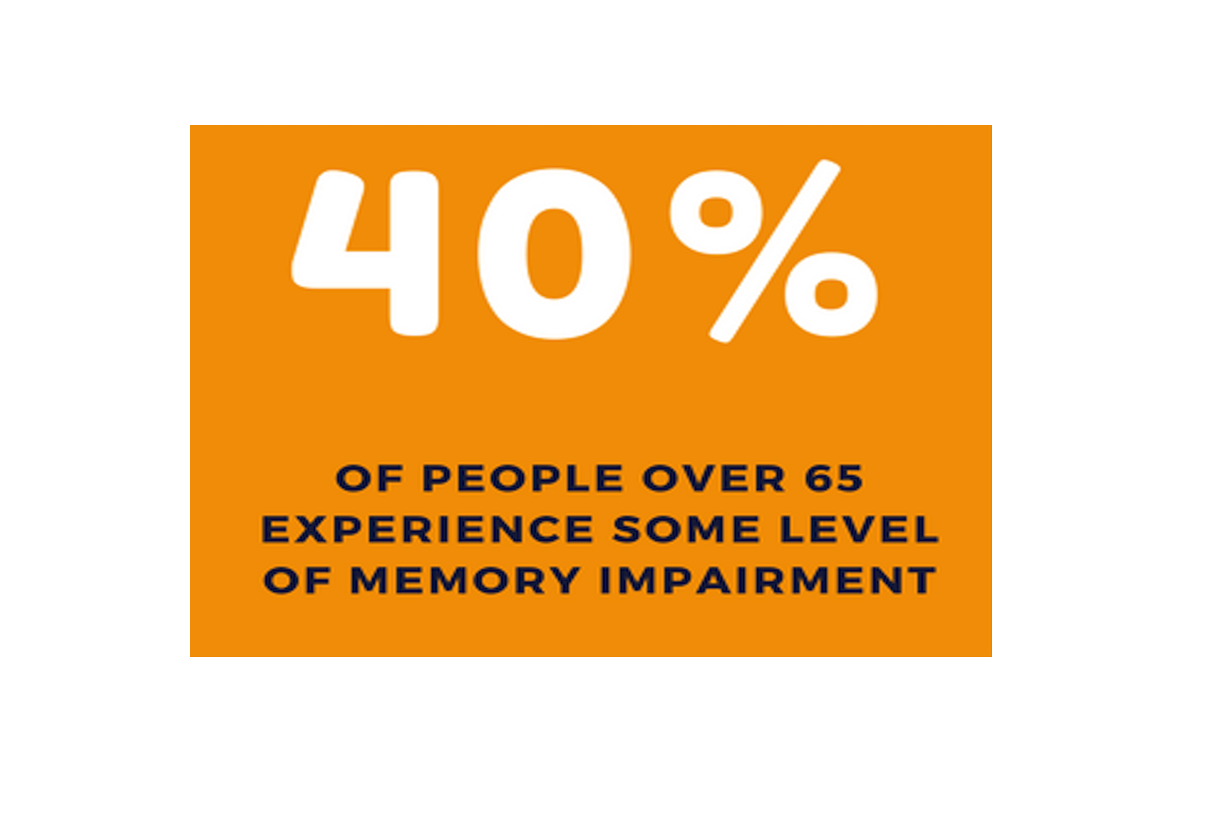 40%
OF PEOPLE OVER 65
EXPERIENCE SOME LEVEL
OF MEMORY IMPAIRMENT